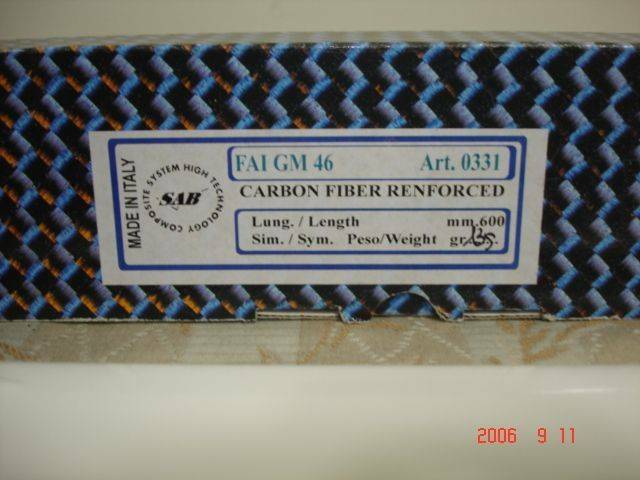 MADE IN ITALY
COMPOSITE SYSTEM HIGH TECHNOLOGY
SAB
FAI GM 46 Art. 0331
CARBON FIBER RENFORCED
Lung. / Length mm.600
Sim. / Sym. Peso/Weight gr.
2006 9 11